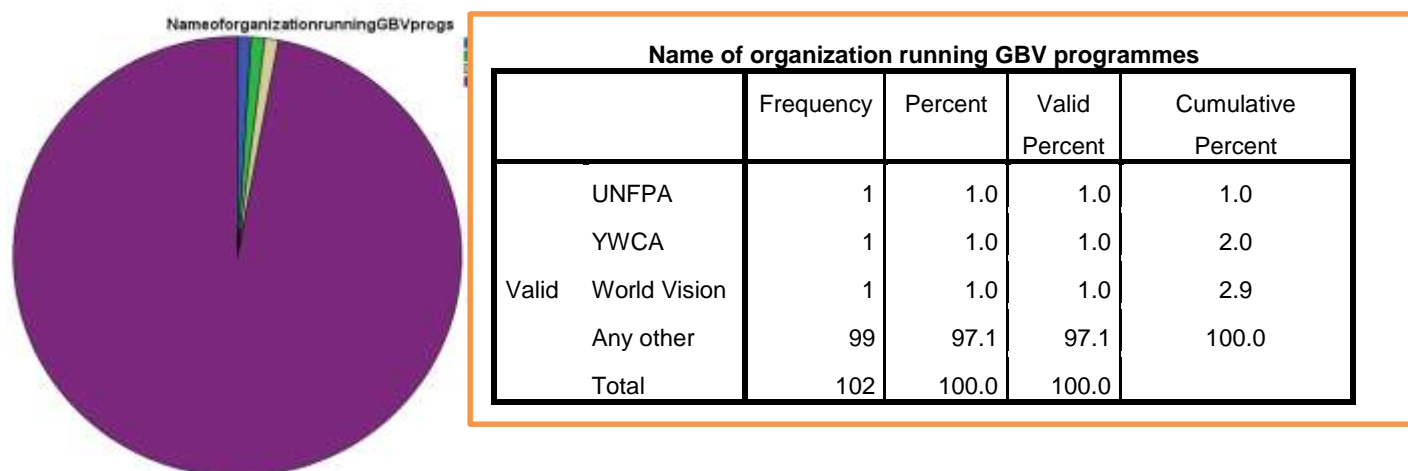 NameoforganizationrunningGBVprogs
Name of organization running GBV programmes
Frequency Percent Valid Percent Cumulative Percent
Valid
UNFPA 1 1.0 1.0 1.0
YWCA 1 1.0 1.0 2.0
World Vision 1 1.0 1.0 2.9
Any other 99 97.1 97.1 100.0
Total 102 100.0 100.0